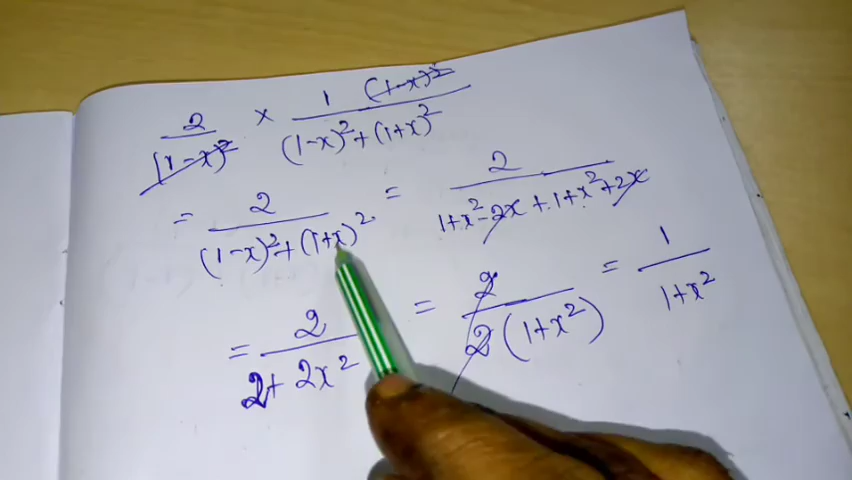 2/(1-x)² × 1 (1-x)²/((1-x)²+(1+x)²)
= 2/((1-x)²+(1+x)²) = 2/(1+x²-2x+1+x²+2x)
= 2/(2+2x²) = 2/(2(1+x²)) = 1/(1+x²)